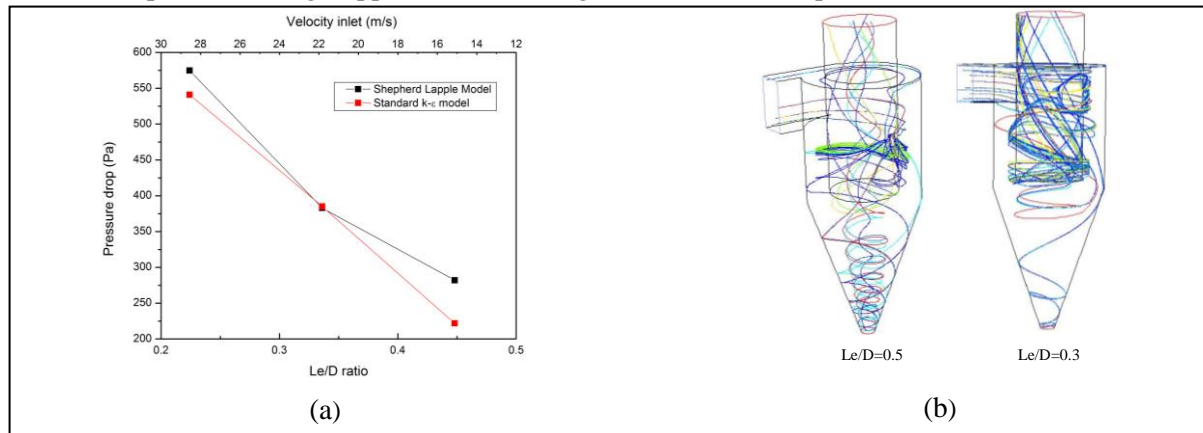 Velocity inlet (m/s)
30 28 26 24 22 20 18 16 14 12
600
550
500
450
400
350
300
250
200
Pressure drop (Pa)
Shepherd Lapple Model
Standard k-ε model
0.2 0.3 0.4 0.5
Le/D ratio
(a)
Le/D=0.5 Le/D=0.3
(b)